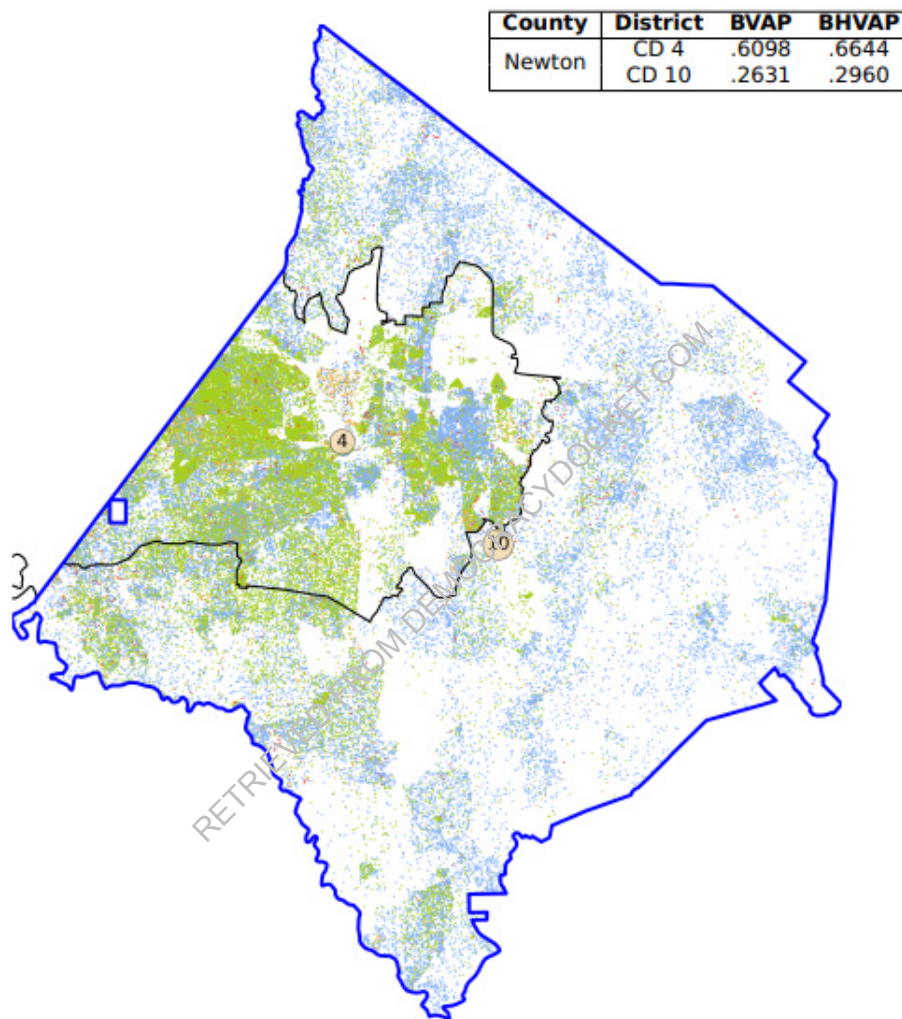 County District BVAP BHVAP
Newton CD 4 .6098 .6644
CD 10 .2631 .2960
4
10
RETRIEVED FROM DEMOCRACYDOCKET.COM